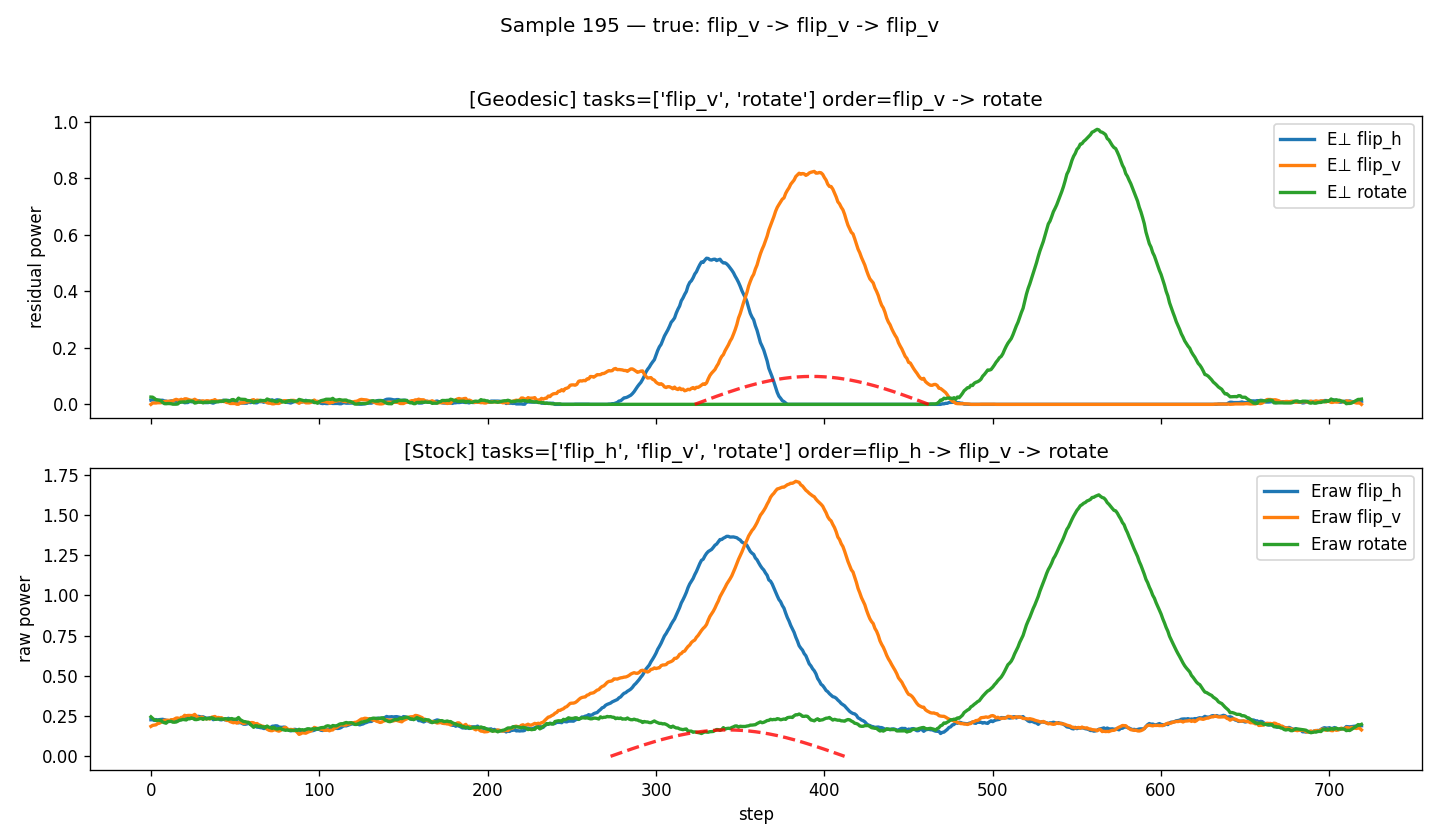 Sample 195 — true: flip_v -> flip_v -> flip_v
[Geodesic] tasks=['flip_v', 'rotate'] order=flip_v -> rotate
1.0
0.8
0.6
0.4
0.2
0.0
residual power
E⊥ flip_h
E⊥ flip_v
E⊥ rotate
[Stock] tasks=['flip_h', 'flip_v', 'rotate'] order=flip_h -> flip_v -> rotate
1.75
1.50
1.25
1.00
0.75
0.50
0.25
0.00
raw power
Eraw flip_h
Eraw flip_v
Eraw rotate
0 100 200 300 400 500 600 700
step